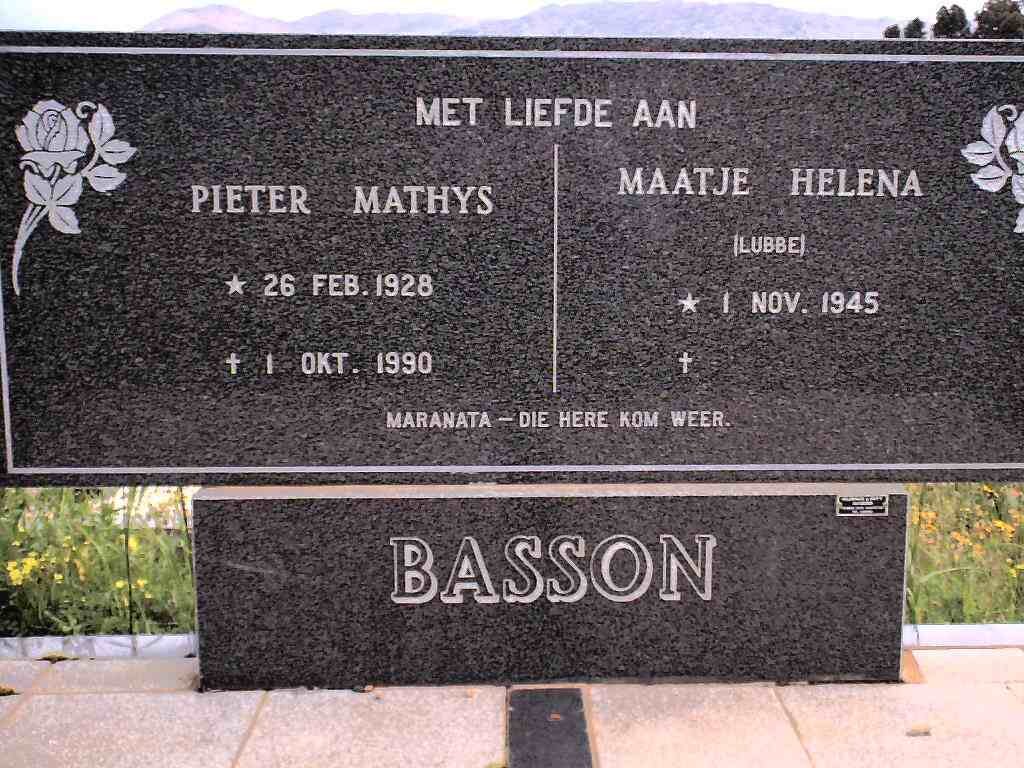 MET LIEFDE AAN
PIETER MATHYS
★ 26 FEB. 1928
✝ 1 OKT. 1990
MAATJE HELENA
(LUBBE)
★ 1 NOV. 1945
✝
MARANATA – DIE HERE KOM WEER.
BASSON